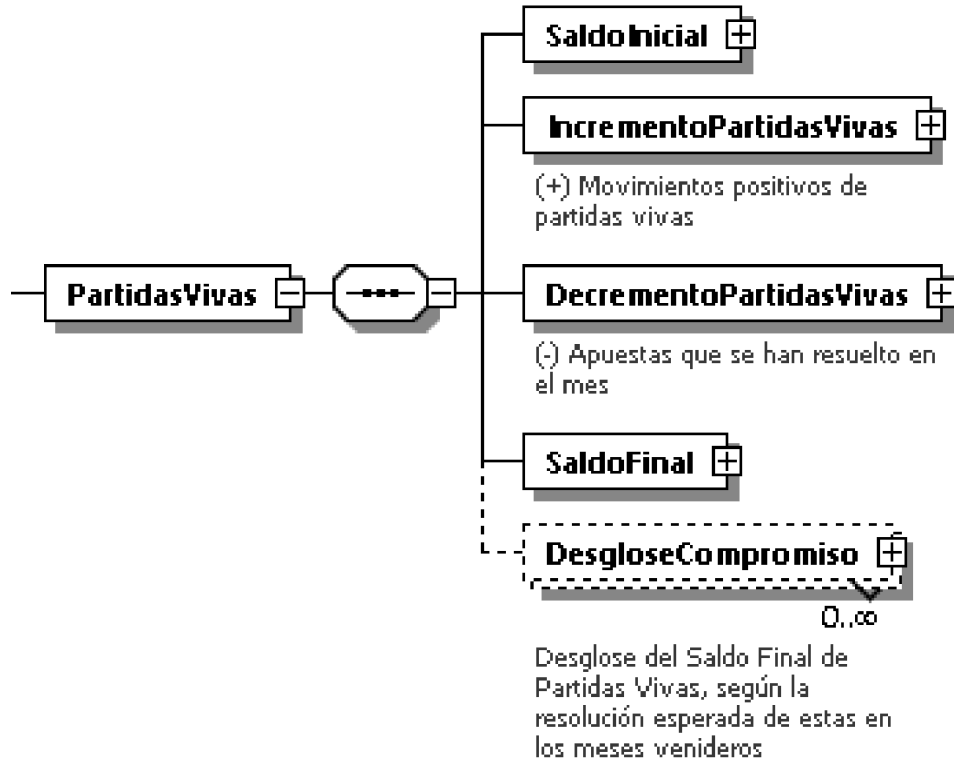 SaldoInicial
IncrementoPartidasVivas
(+) Movimientos positivos de
partidas vivas
PartidasVivas
DecrementoPartidasVivas
(-) Apuestas que se han resuelto en
el mes
SaldoFinal
DesgloseCompromiso
0..∞
Desglose del Saldo Final de
Partidas Vivas, según la
resolución esperada de estas en
los meses venideros